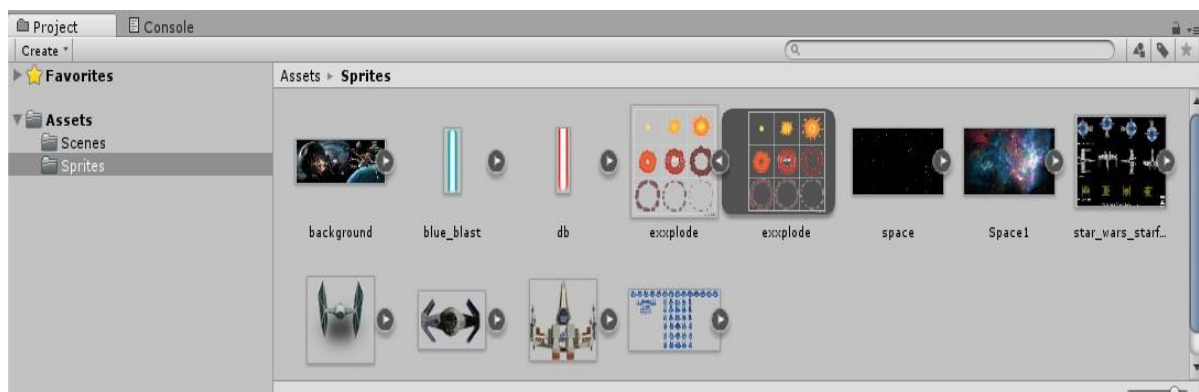 Project Console
Create
Favorites
Assets Sprites
Assets
Scenes
Sprites
background blue_blast db exxplode exxplode space Space1 star_wars_starf...